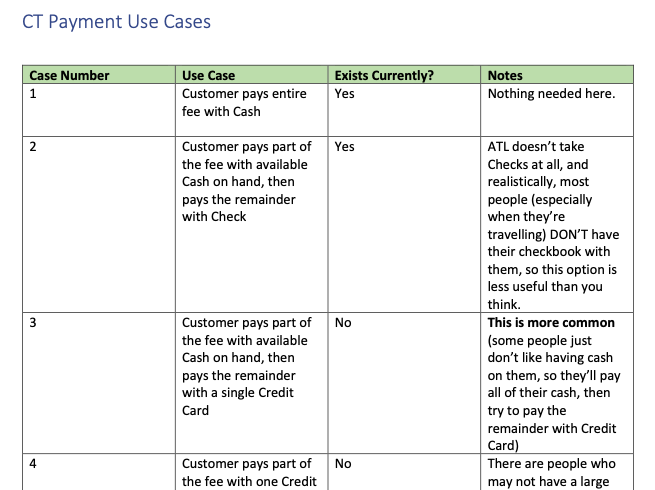 CT Payment Use Cases
Case Number Use Case Exists Currently? Notes
1
Customer pays entire
fee with Cash
Yes
Nothing needed here.
2
Customer pays part of
the fee with available
Cash on hand, then
pays the remainder
with Check
Yes
ATL doesn’t take
Checks at all, and
realistically, most
people (especially
when they’re
travelling) DON’T have
their checkbook with
them, so this option is
less useful than you
think.
3
Customer pays part of
the fee with available
Cash on hand, then
pays the remainder
with a single Credit
Card
No
This is more common
(some people just
don’t like having cash
on them, so they’ll pay
all of their cash, then
try to pay the
remainder with Credit
Card)
4
Customer pays part of
the fee with one Credit
No
There are people who
may not have a large